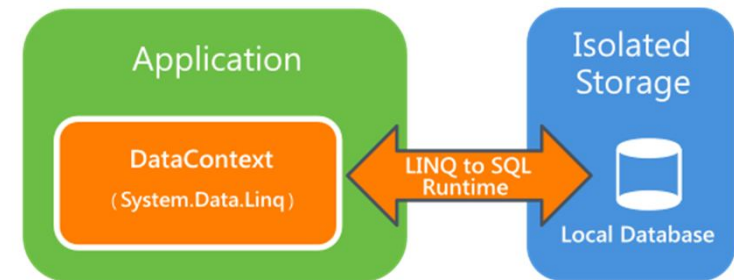 Application
DataContext
(System.Data.Linq)
LINQ to SQL
Runtime
Isolated
Storage
Local Database